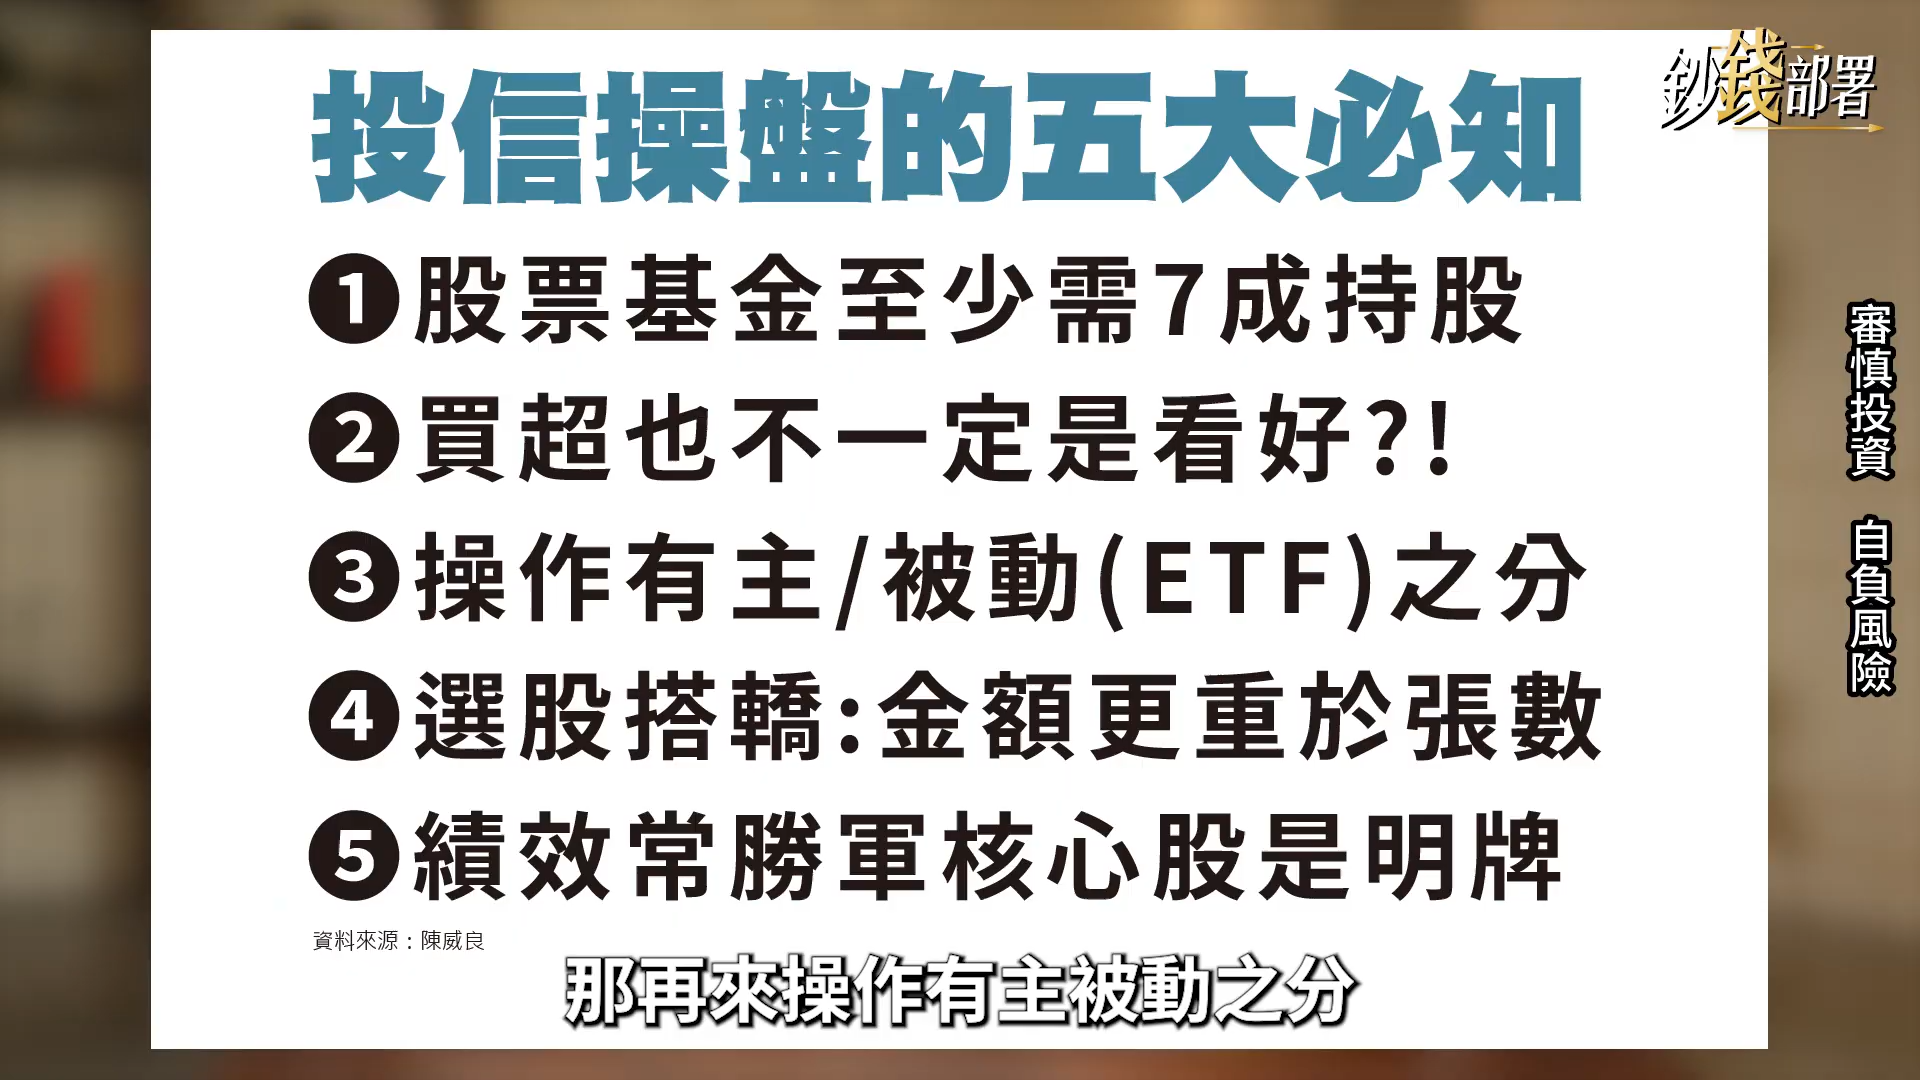 投信操盤的五大必知
鈔錢部署
❶股票基金至少需7成持股
❷買超也不一定是看好?!
❸操作有主/被動(ETF)之分
❹選股搭轎:金額更重於張數
❺績效常勝軍核心股是明牌
資料來源:陳威良
那再來操作有主被動之分
審慎投資 自負風險